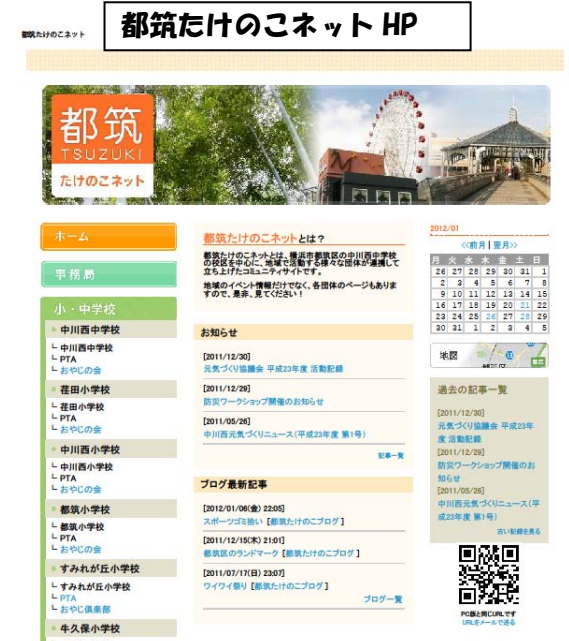 都筑たけのこネット
都筑たけのこネット HP
都筑
TSUZUKI
たけのこネット
ホーム
事務局
小・中学校
中川西中学校
中川西中学校
PTA
おやじの会
荏田小学校
荏田小学校
PTA
おやじの会
中川西小学校
中川西小学校
PTA
おやじの会
都筑小学校
都筑小学校
PTA
おやじの会
すみれが丘小学校
すみれが丘小学校
PTA
おやじ倶楽部
牛久保小学校
都筑たけのこネットとは？
都筑たけのこネットとは、横浜市都筑区の中川西中学校
の校区を中心に、地域で活動する様々な団体が連携して
立ち上げたコミュニティサイトです。
地域のイベント情報だけでなく、各団体のページもありま
すので、是非、見てください！
お知らせ
[2011/12/30]
元気づくり協議会 平成23年度 活動記録
[2011/12/29]
防災ワークショップ開催のお知らせ
[2011/05/26]
中川西元気づくりニュース（平成23年度 第1号）
記事一覧
ブログ最新記事
[2012/01/06(金) 22:05]
スポーツゴミ拾い [都筑たけのこブログ]
[2011/12/15(木) 21:01]
都筑区のランドマーク [都筑たけのこブログ]
[2011/07/17(日) 23:07]
ワイワイ祭り [都筑たけのこブログ]
ブログ一覧
2012/01
<<前月 | 翌月>>
月 火 水 木 金 土 日
26 27 28 29 30 31 1
2 3 4 5 6 7 8
9 10 11 12 13 14 15
16 17 18 19 20 21 22
23 24 25 26 27 28 29
30 31 1 2 3 4 5
地図
過去の記事一覧
[2011/12/30]
元気づくり協議会 平成23年
度 活動記録
[2011/12/29]
防災ワークショップ開催のお
知らせ
[2011/05/26]
中川西元気づくりニュース（平
成23年度 第1号）
古い記録を見る
PC版と同じURLです
URLをメールで送る